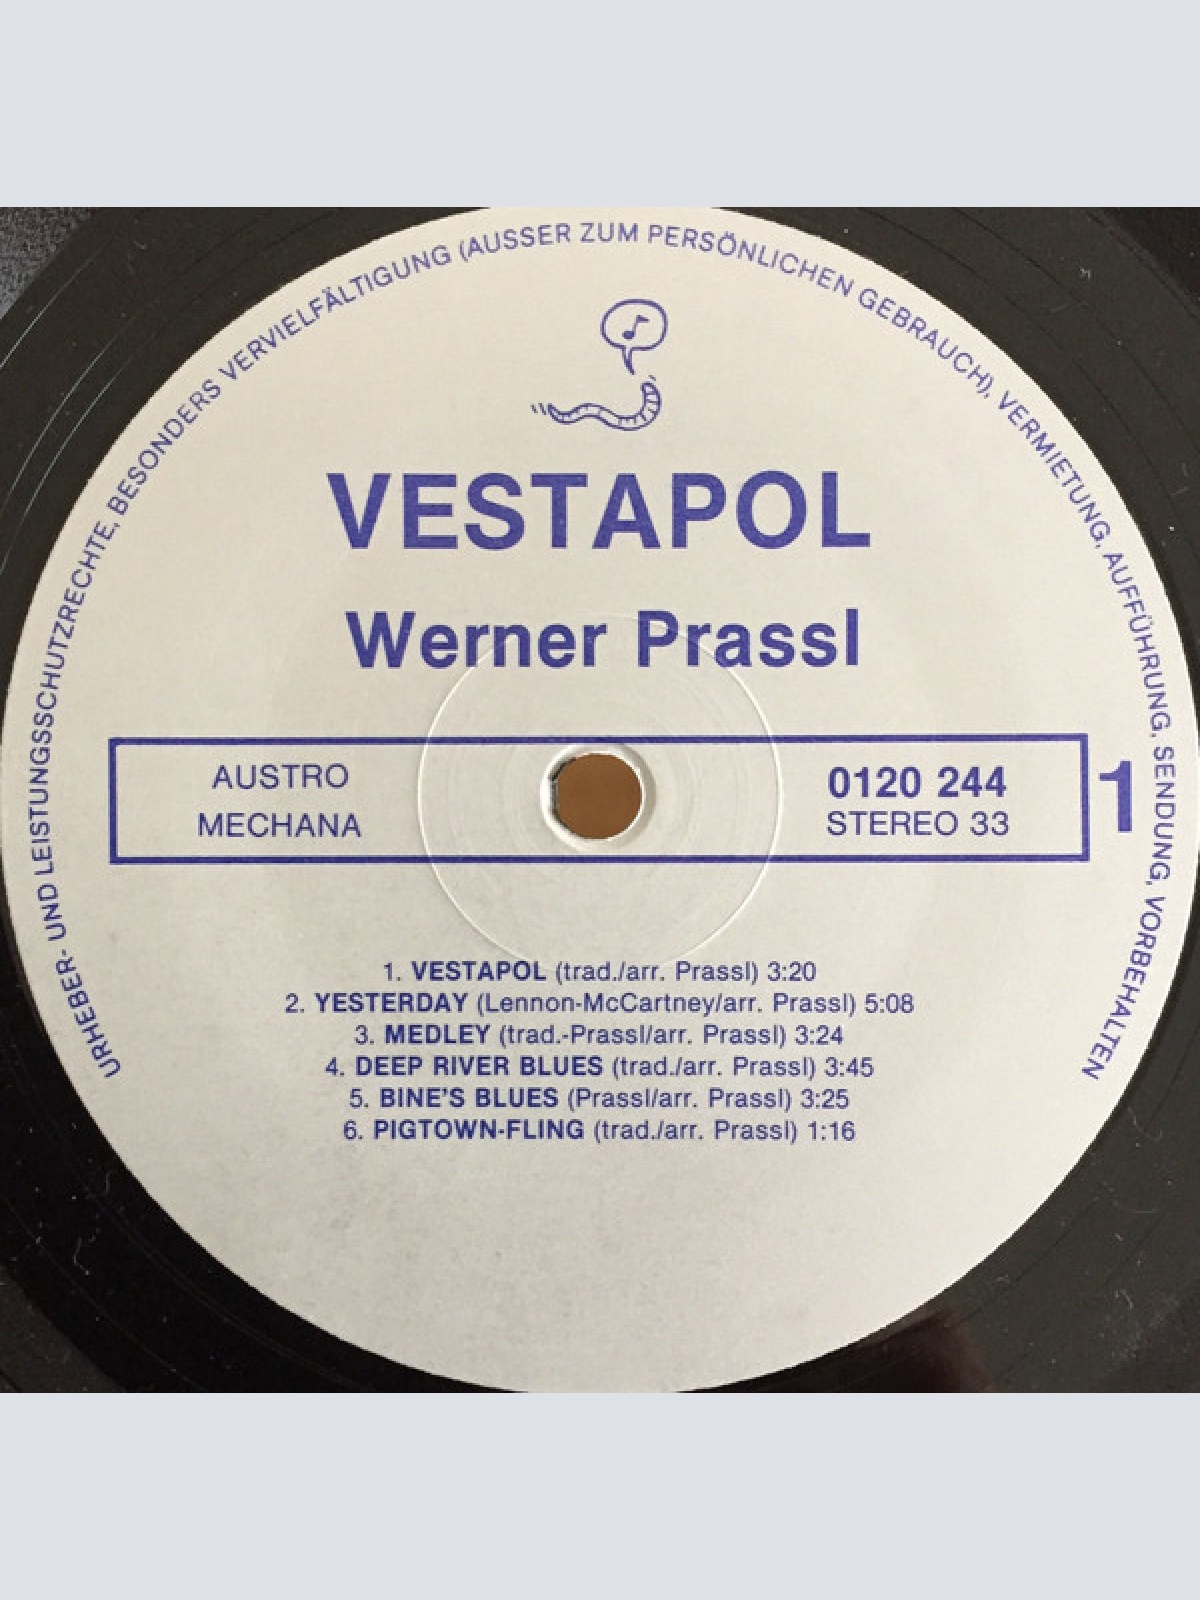 URHEBER- UND LEISTUNGSSCHUTZRECHTE, BESONDERS VERVIELFÄLTIGUNG (AUSSER ZUM PERSÖNLICHEN GEBRAUCH), VERMIETUNG, AUFFÜHRUNG, SENDUNG, VORBEHALTEN
VESTAPOL
Werner Prassl
AUSTRO
MECHANA
0120 244
STEREO 33
1
1. VESTAPOL (trad./arr. Prassl) 3:20
2. YESTERDAY (Lennon-McCartney/arr. Prassl) 5:08
3. MEDLEY (trad.-Prassl/arr. Prassl) 3:24
4. DEEP RIVER BLUES (trad./arr. Prassl) 3:45
5. BINE'S BLUES (Prassl/arr. Prassl) 3:25
6. PIGTOWN-FLING (trad./arr. Prassl) 1:16